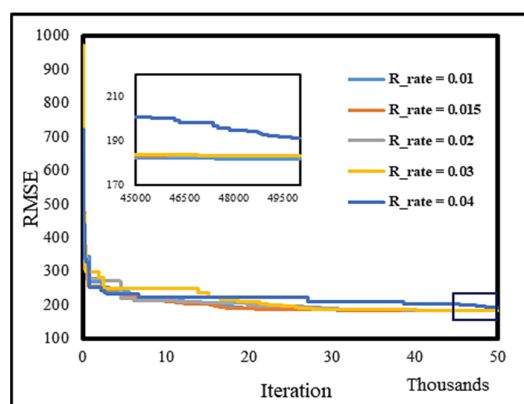 1000
900
800
700
600
500
400
300
200
100
RMSE
210
190
170
45000 46500 48000 49500
R_rate = 0.01
R_rate = 0.015
R_rate = 0.02
R_rate = 0.03
R_rate = 0.04
0 10 20 30 40 50
Iteration
Thousands